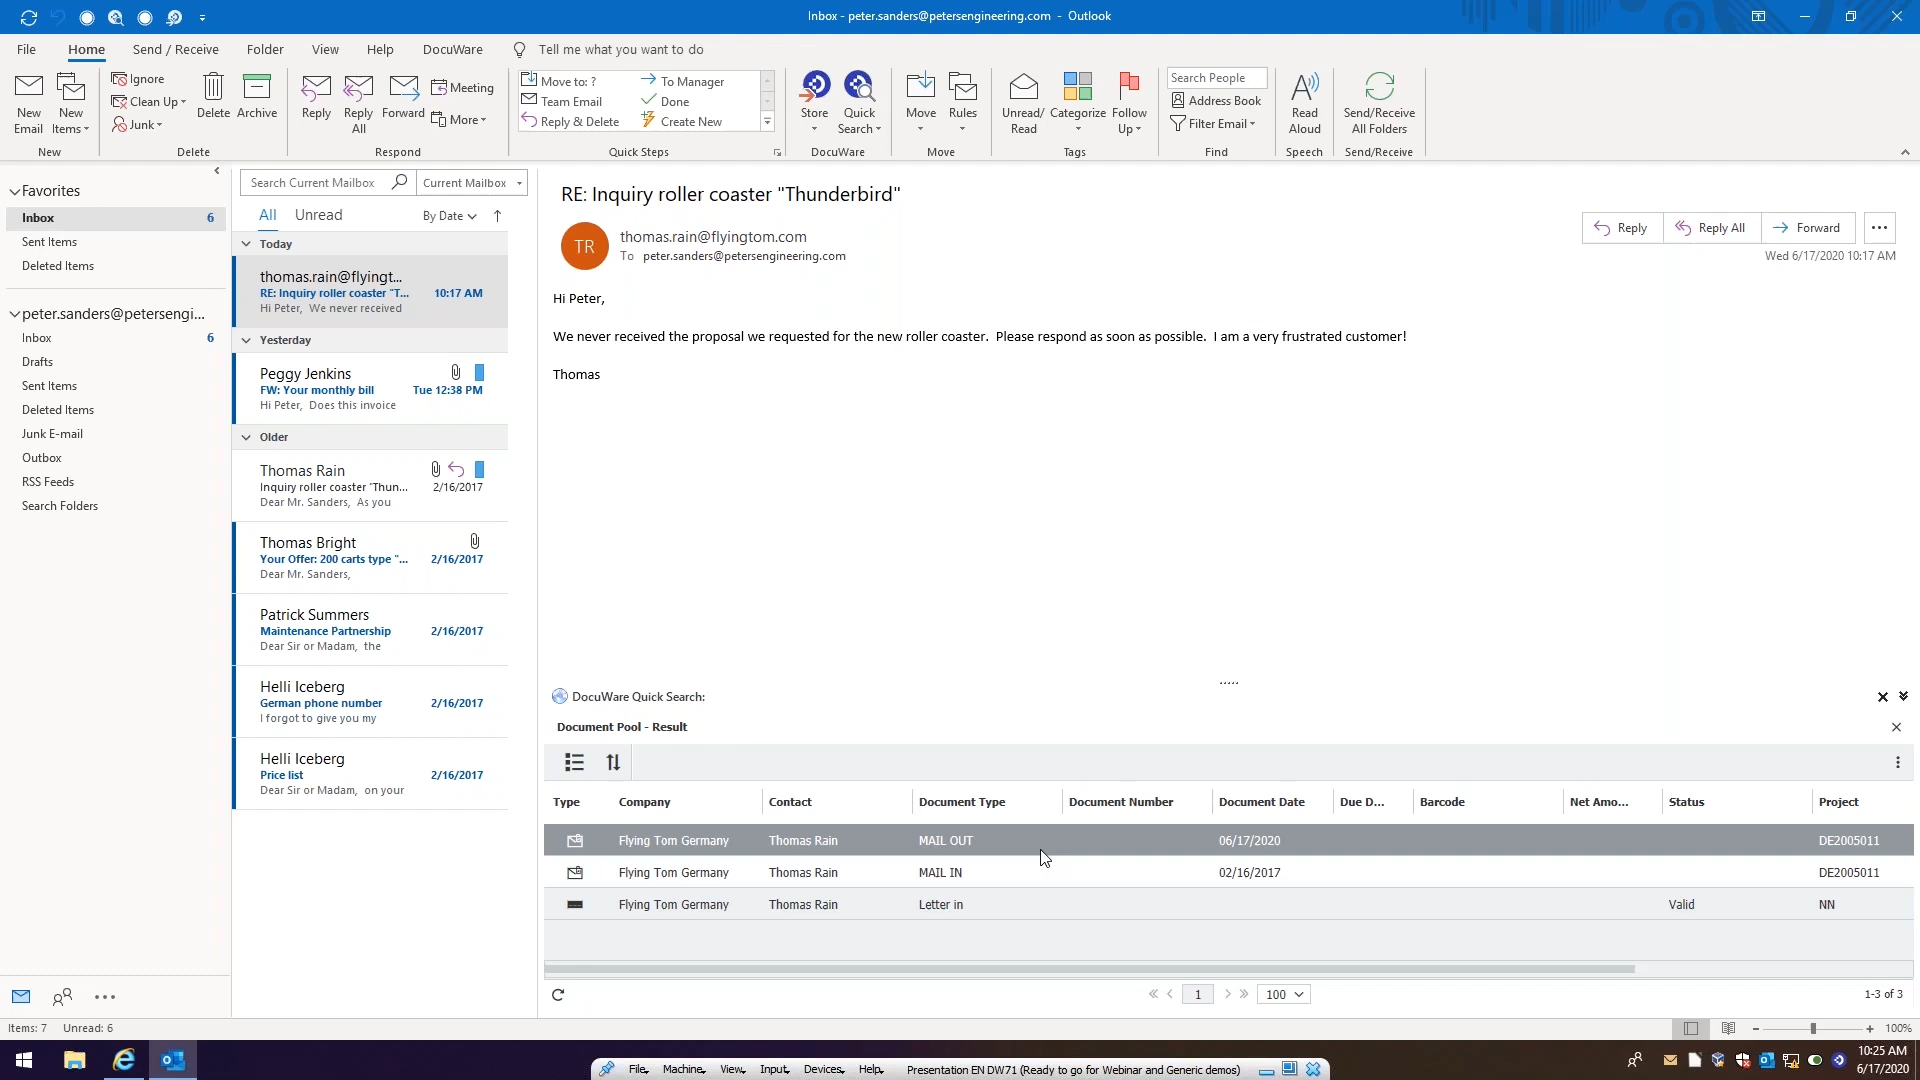 Inbox - peter.sanders@petersengineering.com - Outlook
File Home Send / Receive Folder View Help DocuWare Tell me what you want to do
New Email
New Items
New
Ignore
Clean Up
Junk
Delete
Archive
Delete
Reply
Reply All
Forward
Meeting
More
Respond
Move to: ?
Team Email
Reply & Delete
To Manager
Done
Create New
Quick Steps
Store
Quick Search
DocuWare
Move
Rules
Move
Unread/ Read
Categorize
Follow Up
Tags
Search People
Address Book
Filter Email
Find
Read Aloud
Speech
Send/Receive All Folders
Send/Receive
Favorites
Inbox 6
Sent Items
Deleted Items
peter.sanders@petersengi...
Inbox 6
Drafts
Sent Items
Deleted Items
Junk E-mail
Outbox
RSS Feeds
Search Folders
Search Current Mailbox
Current Mailbox
All Unread By Date
Today
thomas.rain@flyingt...
RE: Inquiry roller coaster "T... 10:17 AM
Hi Peter, We never received
Yesterday
Peggy Jenkins
FW: Your monthly bill Tue 12:38 PM
Hi Peter, Does this invoice
Older
Thomas Rain
Inquiry roller coaster "Thun... 2/16/2017
Dear Mr. Sanders, As you
Thomas Bright
Your Offer: 200 carts type "... 2/16/2017
Dear Mr. Sanders,
Patrick Summers
Maintenance Partnership 2/16/2017
Dear Sir or Madam, the
Helli Iceberg
German phone number 2/16/2017
I forgot to give you my
Helli Iceberg
Price list 2/16/2017
Dear Sir or Madam, on your
RE: Inquiry roller coaster "Thunderbird"
TR
thomas.rain@flyingtom.com
To peter.sanders@petersengineering.com
Reply Reply All Forward
Wed 6/17/2020 10:17 AM
Hi Peter,
We never received the proposal we requested for the new roller coaster. Please respond as soon as possible. I am a very frustrated customer!
Thomas
DocuWare Quick Search:
Document Pool - Result
Type Company Contact Document Type Document Number Document Date Due D... Barcode Net Amo... Status Project
Flying Tom Germany Thomas Rain MAIL OUT 06/17/2020 DE2005011
Flying Tom Germany Thomas Rain MAIL IN 02/16/2017 DE2005011
Flying Tom Germany Thomas Rain Letter in Valid NN
1 100 1-3 of 3
Items: 7 Unread: 6
100%
File Machine View Input Devices Help Presentation EN DW71 (Ready to go for Webinar and Generic demos)
10:25 AM
6/17/2020